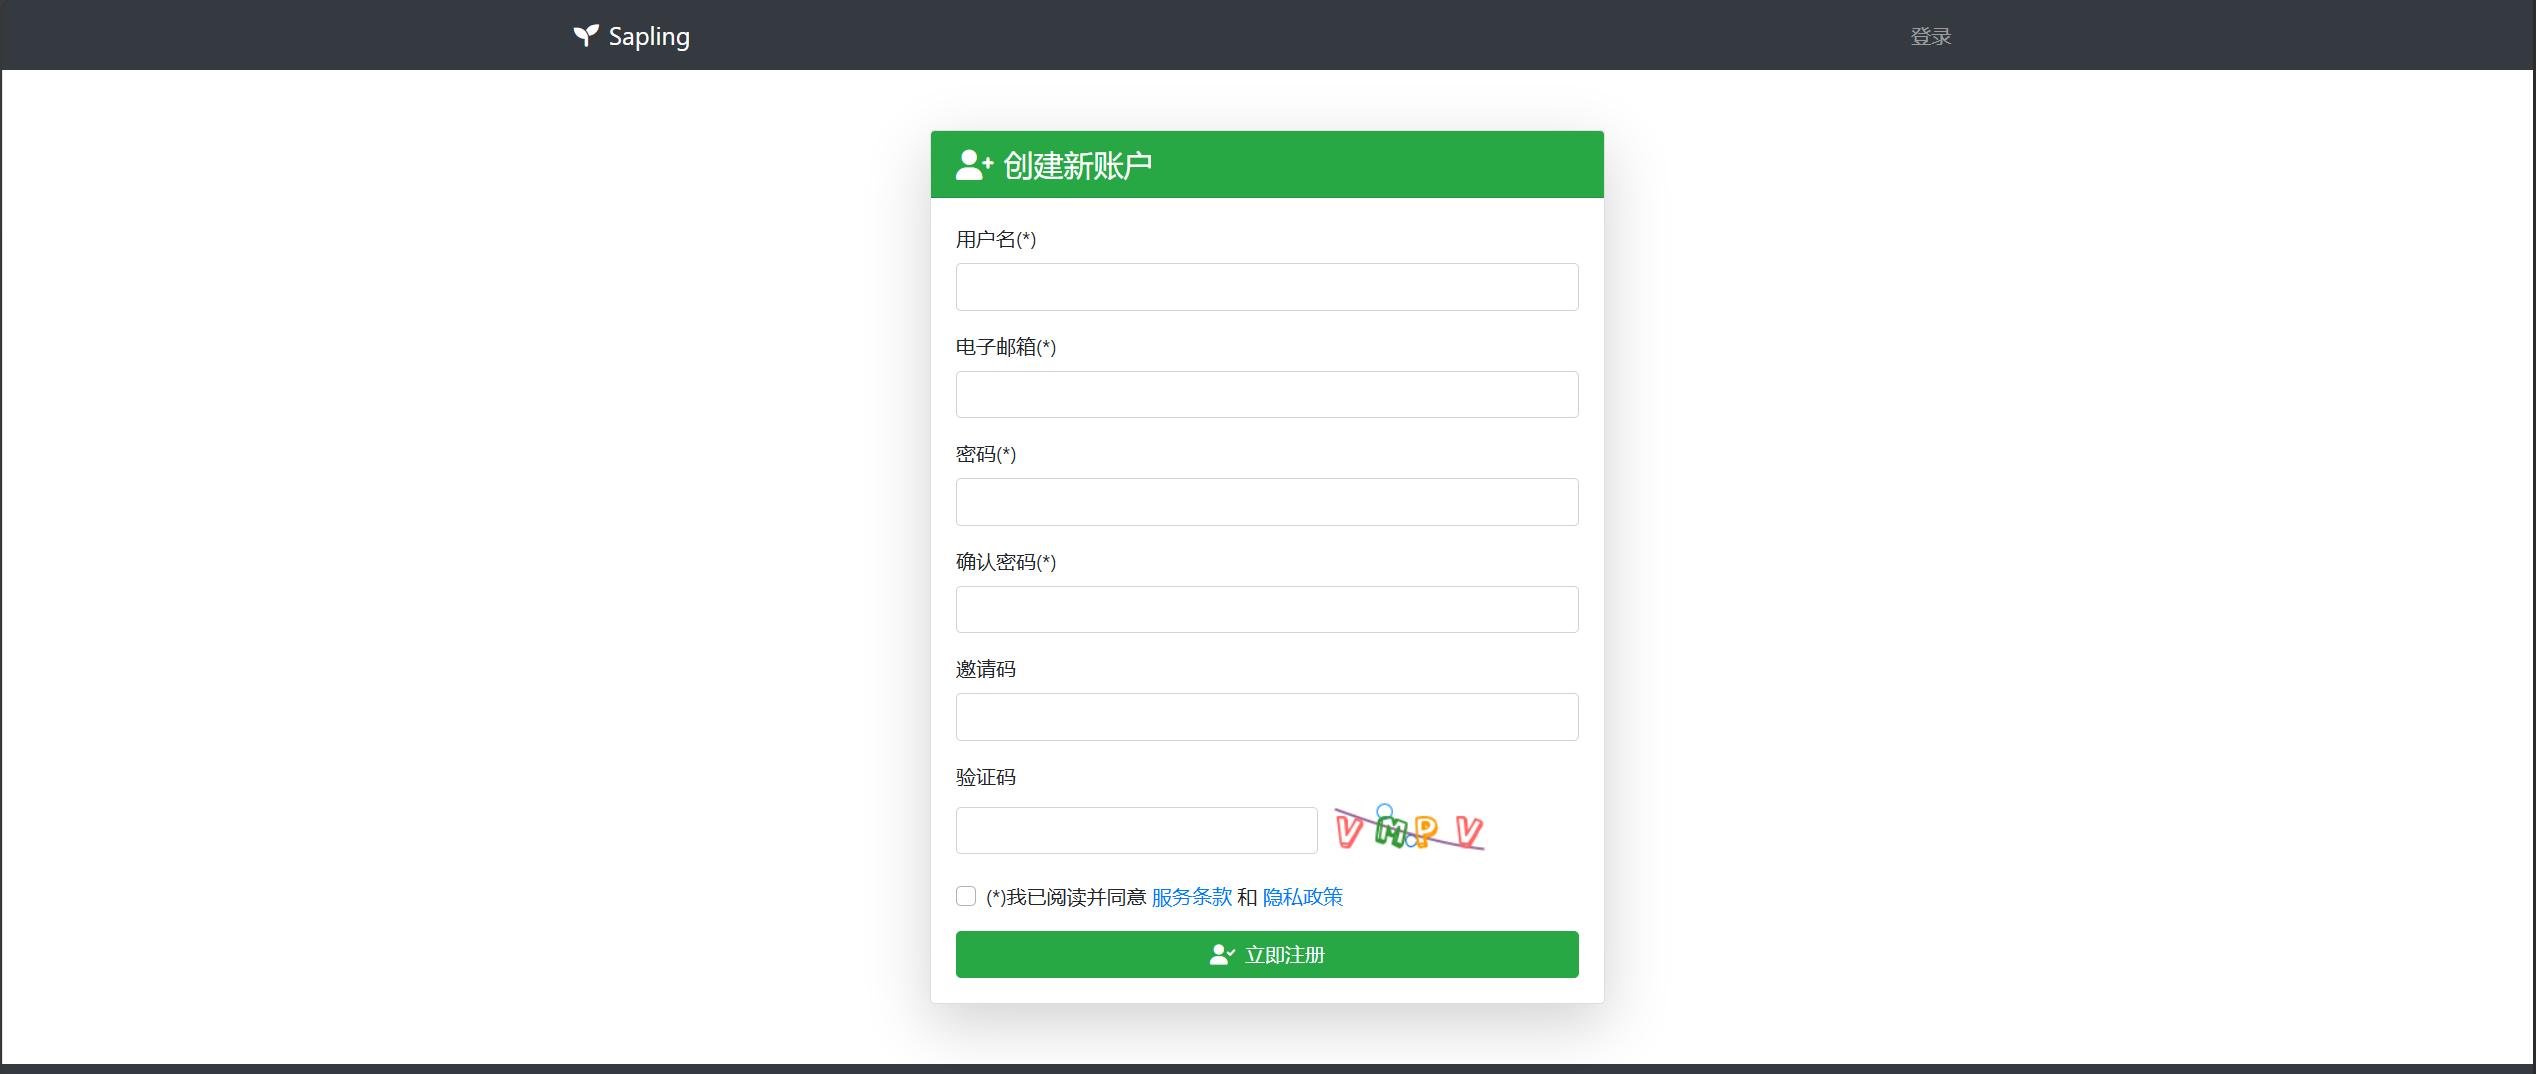 Sapling
登录
创建新账户
用户名(*)
电子邮箱(*)
密码(*)
确认密码(*)
邀请码
验证码
VMPV
(*)我已阅读并同意 服务条款 和 隐私政策
立即注册